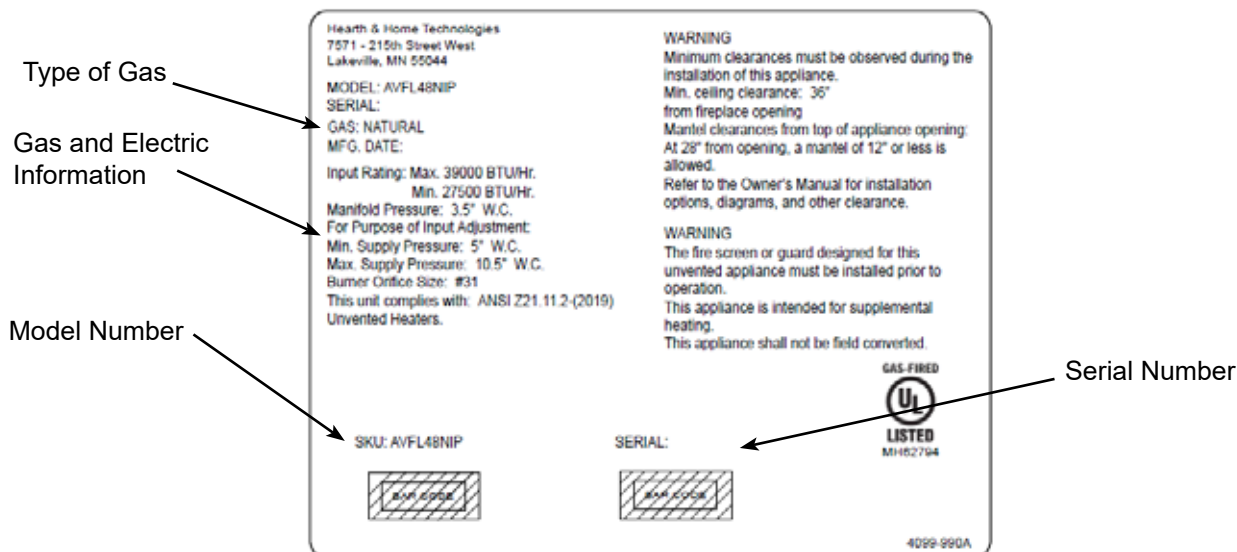 Type of Gas
Gas and Electric
Information
Model Number
Hearth & Home Technologies
7571 - 215th Street West
Lakeville, MN 55044
MODEL: AVFL48NIP
SERIAL:
GAS: NATURAL
MFG. DATE:
Input Rating: Max. 39000 BTU/Hr.
Min. 27500 BTU/Hr.
Manifold Pressure: 3.5" W.C.
For Purpose of Input Adjustment:
Min. Supply Pressure: 5" W.C.
Max. Supply Pressure: 10.5" W.C.
Burner Orifice Size: #31
This unit complies with: ANSI Z21.11.2-(2019)
Unvented Heaters.
WARNING
Minimum clearances must be observed during the
installation of this appliance.
Min. ceiling clearance: 36"
from fireplace opening
Mantel clearances from top of appliance opening:
At 28" from opening, a mantel of 12" or less is
allowed.
Refer to the Owner's Manual for installation
options, diagrams, and other clearance.
WARNING
The fire screen or guard designed for this
unvented appliance must be installed prior to
operation.
This appliance is intended for supplemental
heating.
This appliance shall not be field converted.
GAS-FIRED
UL
LISTED
MH62794
Serial Number
SKU: AVFL48NIP
SERIAL:
BAR CODE
BAR CODE
4099-990A